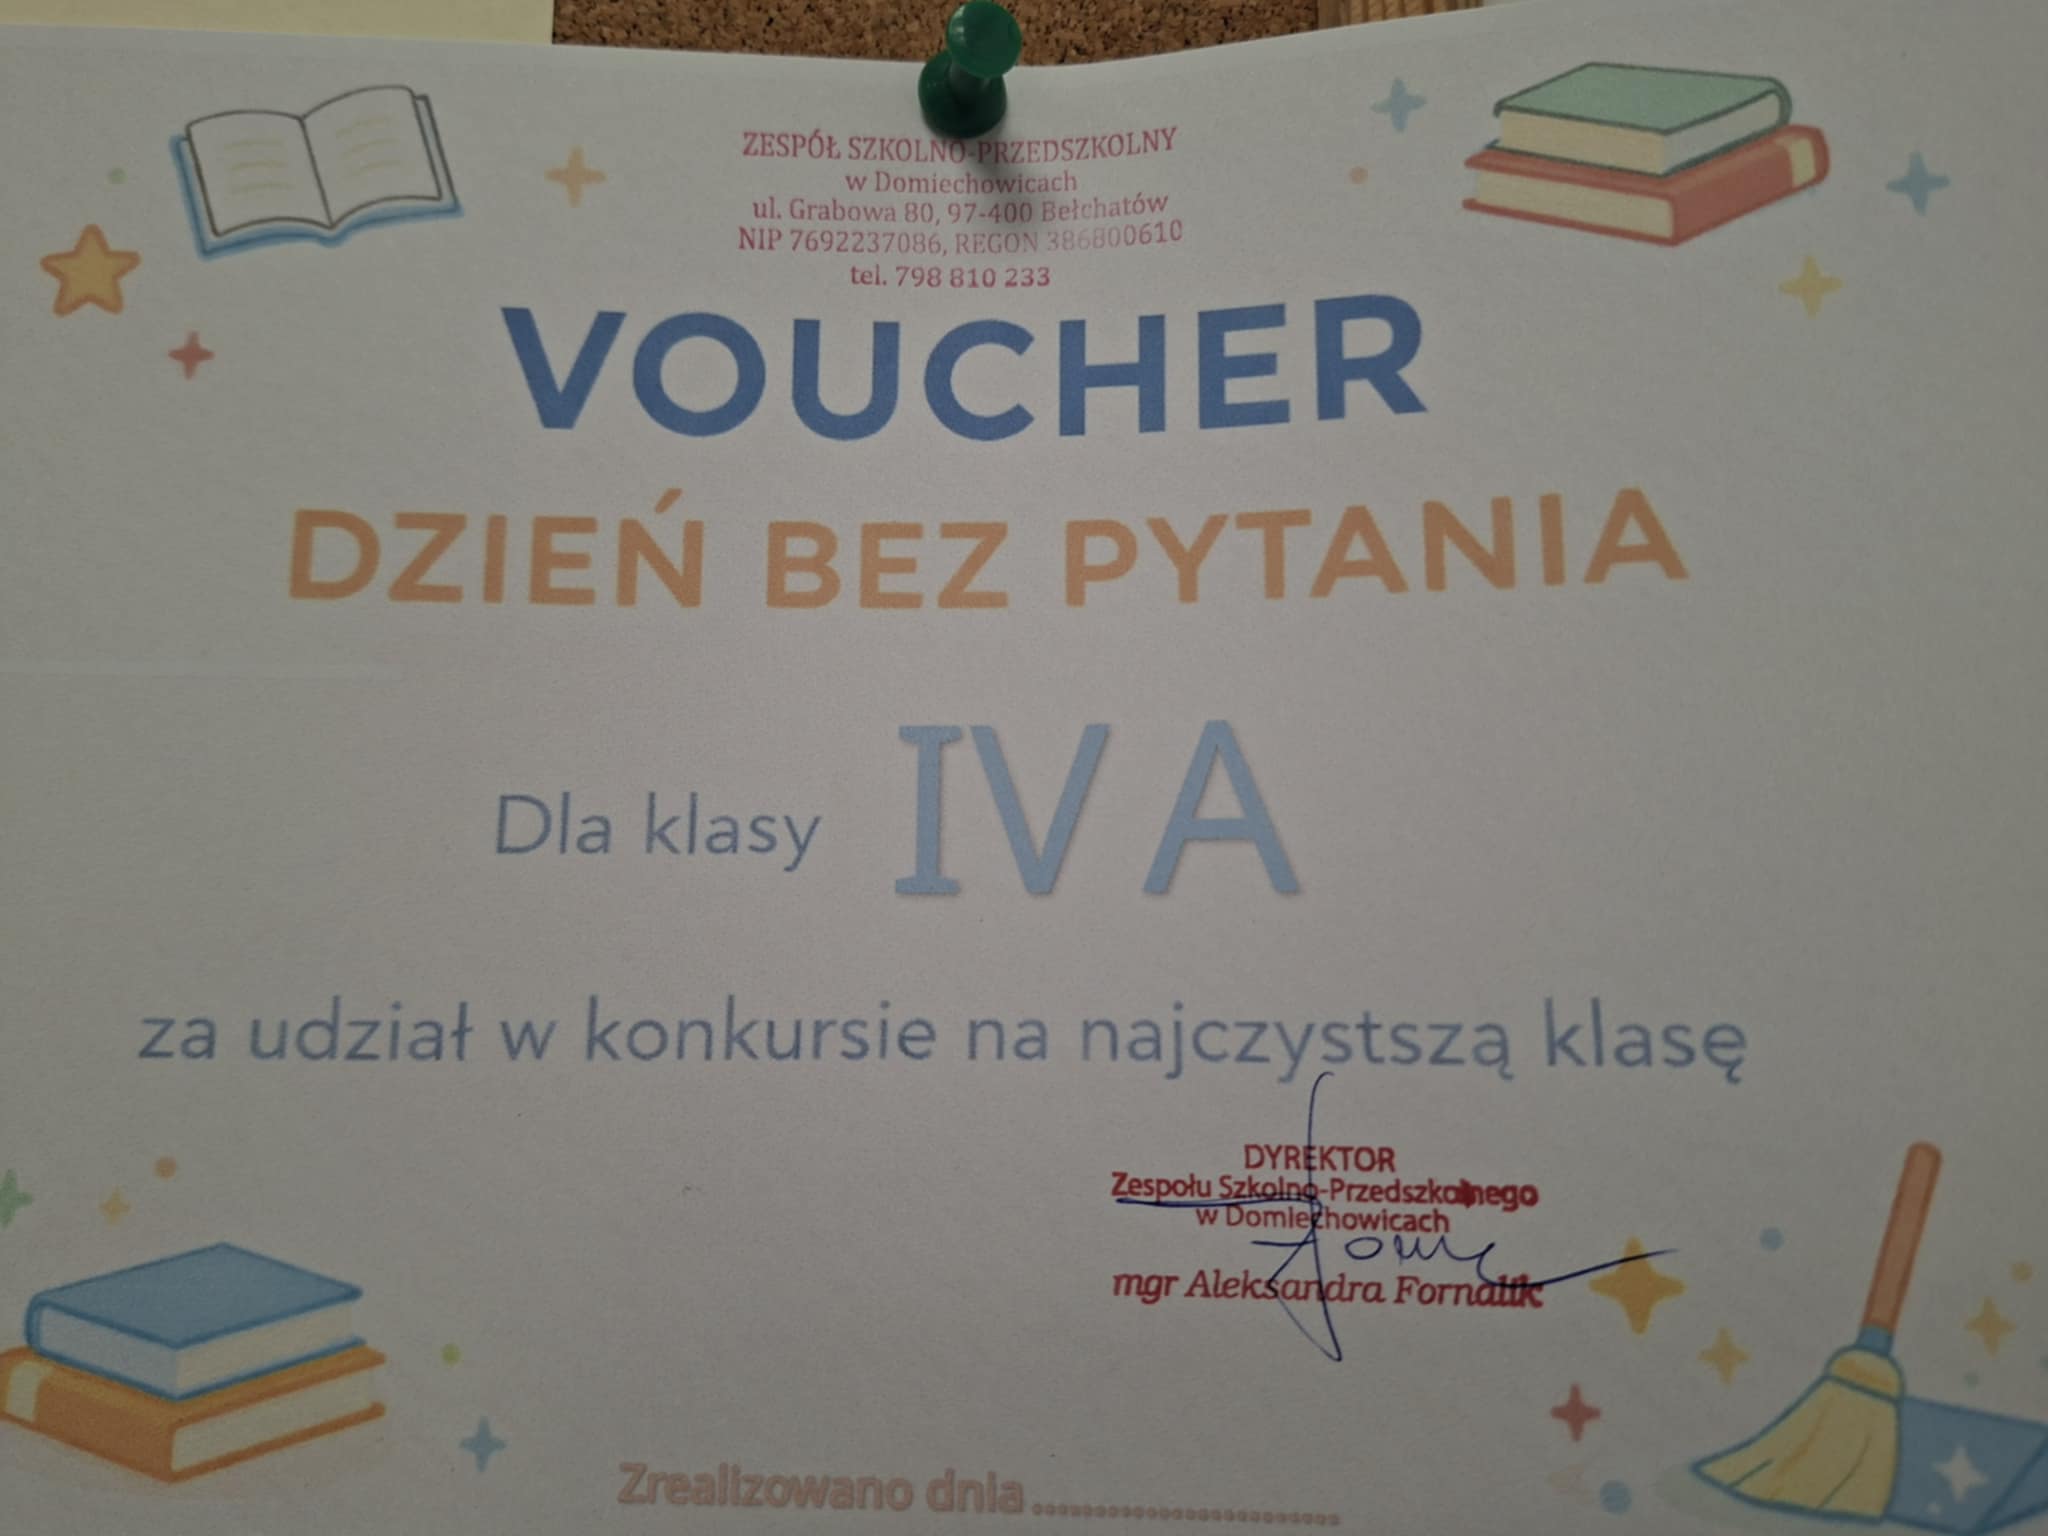 ZESPÓŁ SZKOLNO-PRZEDSZKOLNY
w Domiechowicach
ul. Grabowa 80, 97-400 Bełchatów
NIP 7692237086, REGON 386800610
tel. 798 810 233
VOUCHER
DZIEŃ BEZ PYTANIA
Dla klasy IV A
za udział w konkursie na najczystszą klasę
DYREKTOR
Zespołu Szkolno-Przedszkolnego
w Domiechowicach
mgr Aleksandra Fornalik
Zrealizowano dnia..............................